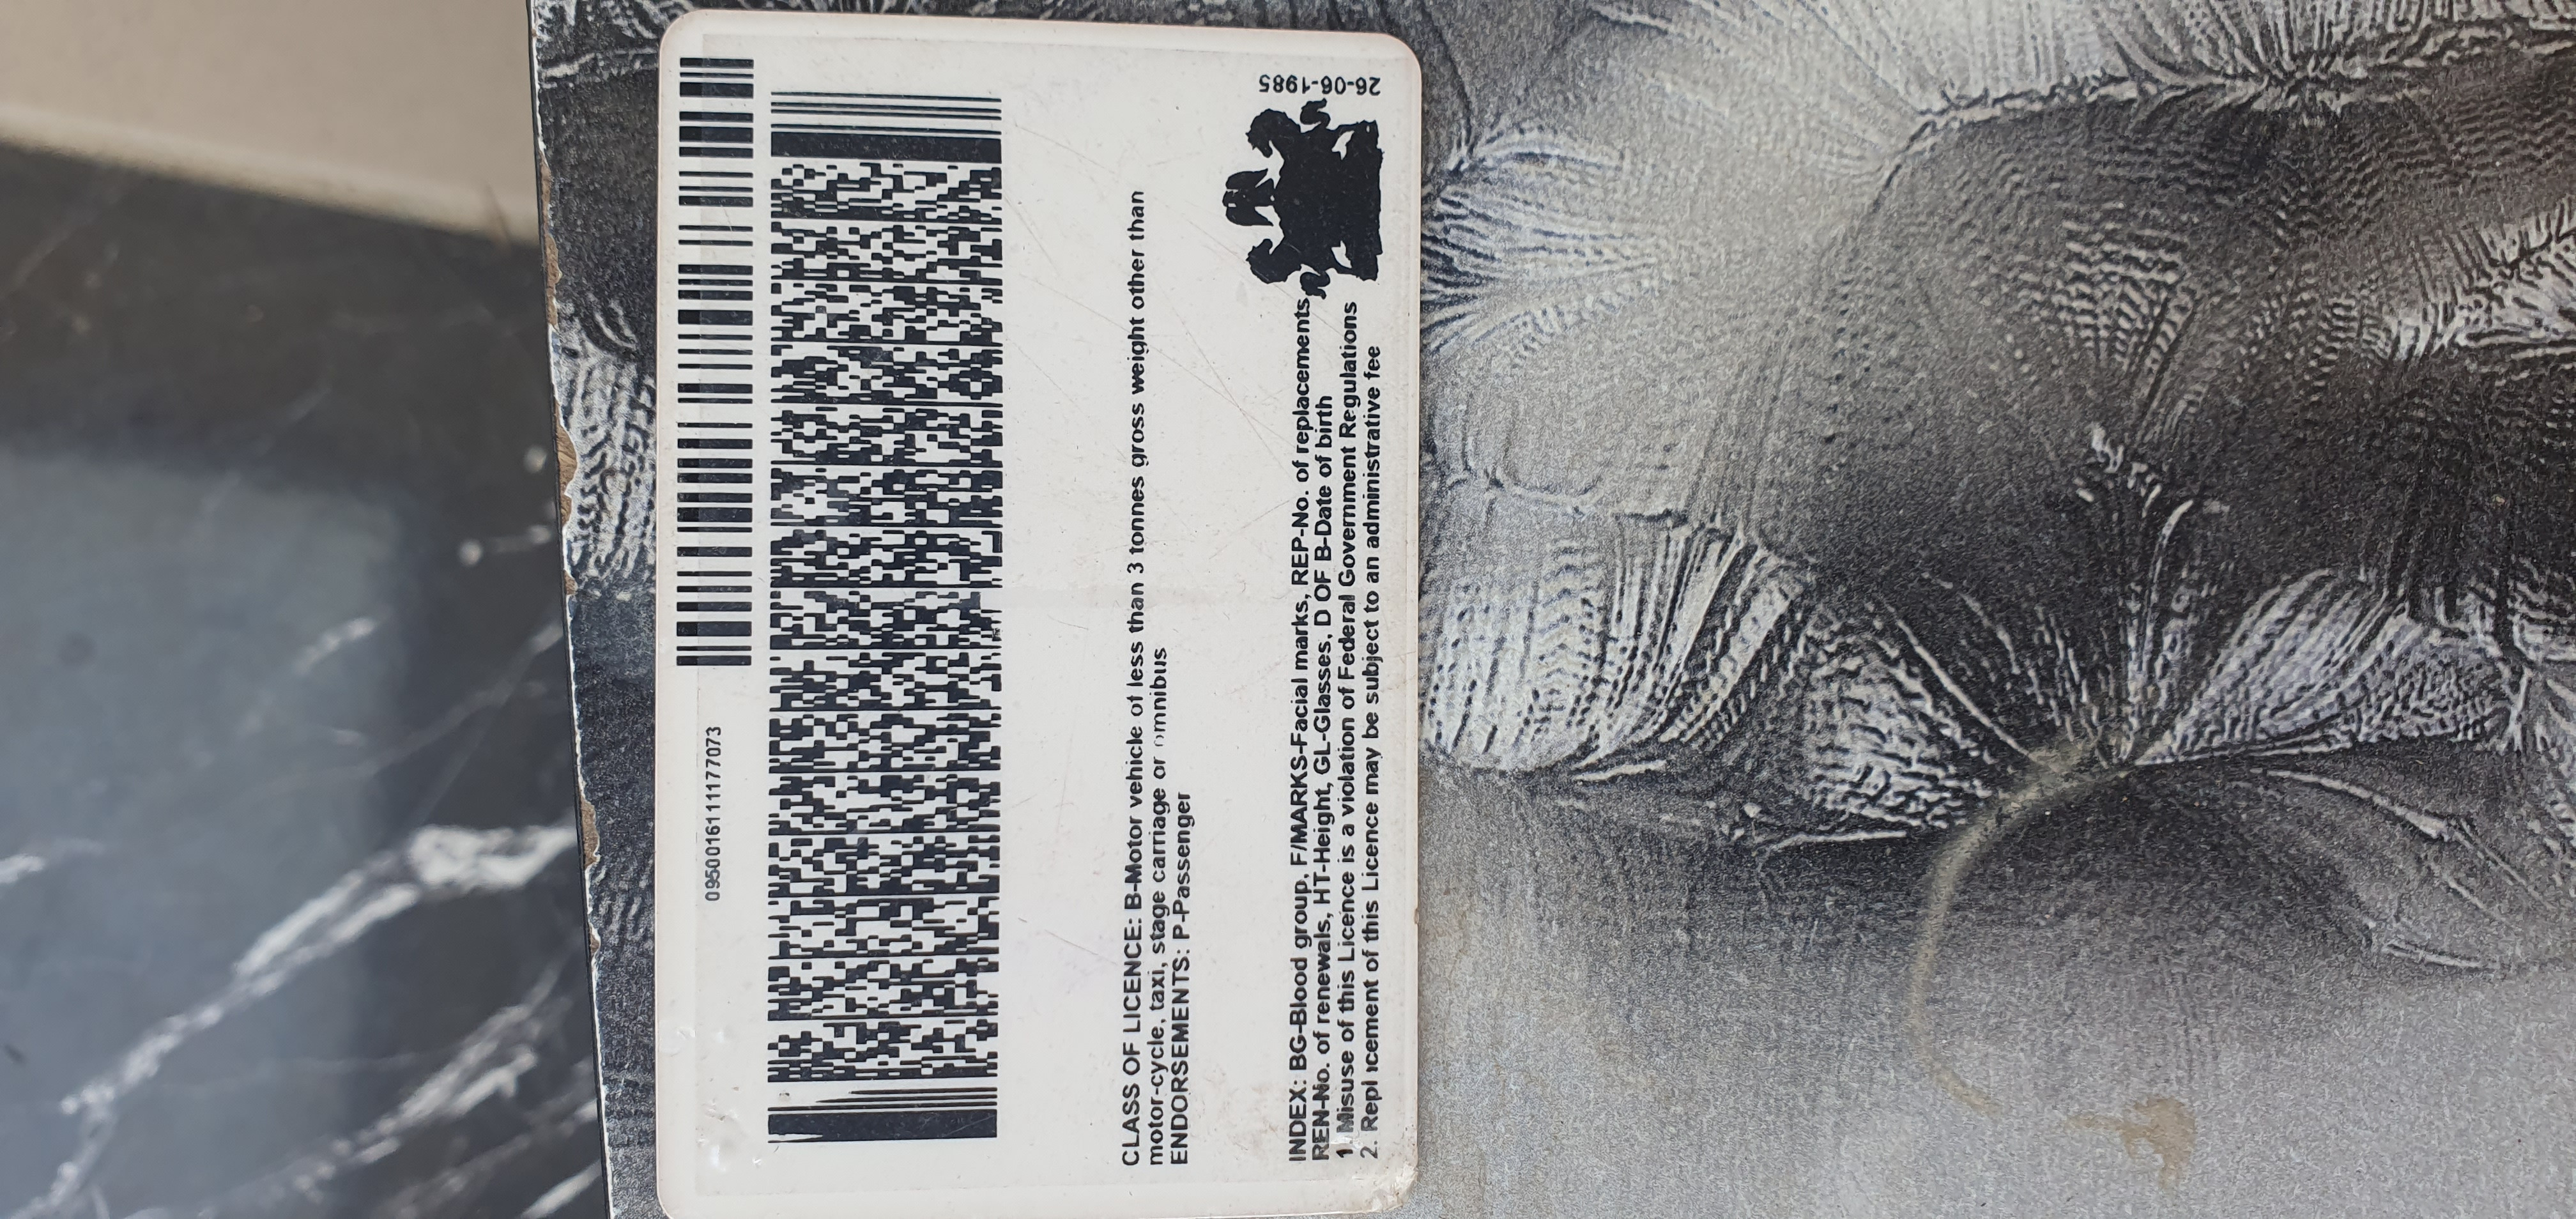 0950016111177073
CLASS OF LICENCE: B-Motor vehicle of less than 3 tonnes gross weight other than
motor-cycle, taxi, stage carriage or omnibus
ENDORSEMENTS: P-Passenger
INDEX: BG-Blood group, F/MARKS-Facial marks, REP-No. of replacements,
REN-No. of renewals, HT-Height, GL-Glasses, D OF B-Date of birth
1. Misuse of this Licence is a violation of Federal Government Regulations
2. Replacement of this Licence may be subject to an administrative fee
26-06-1985